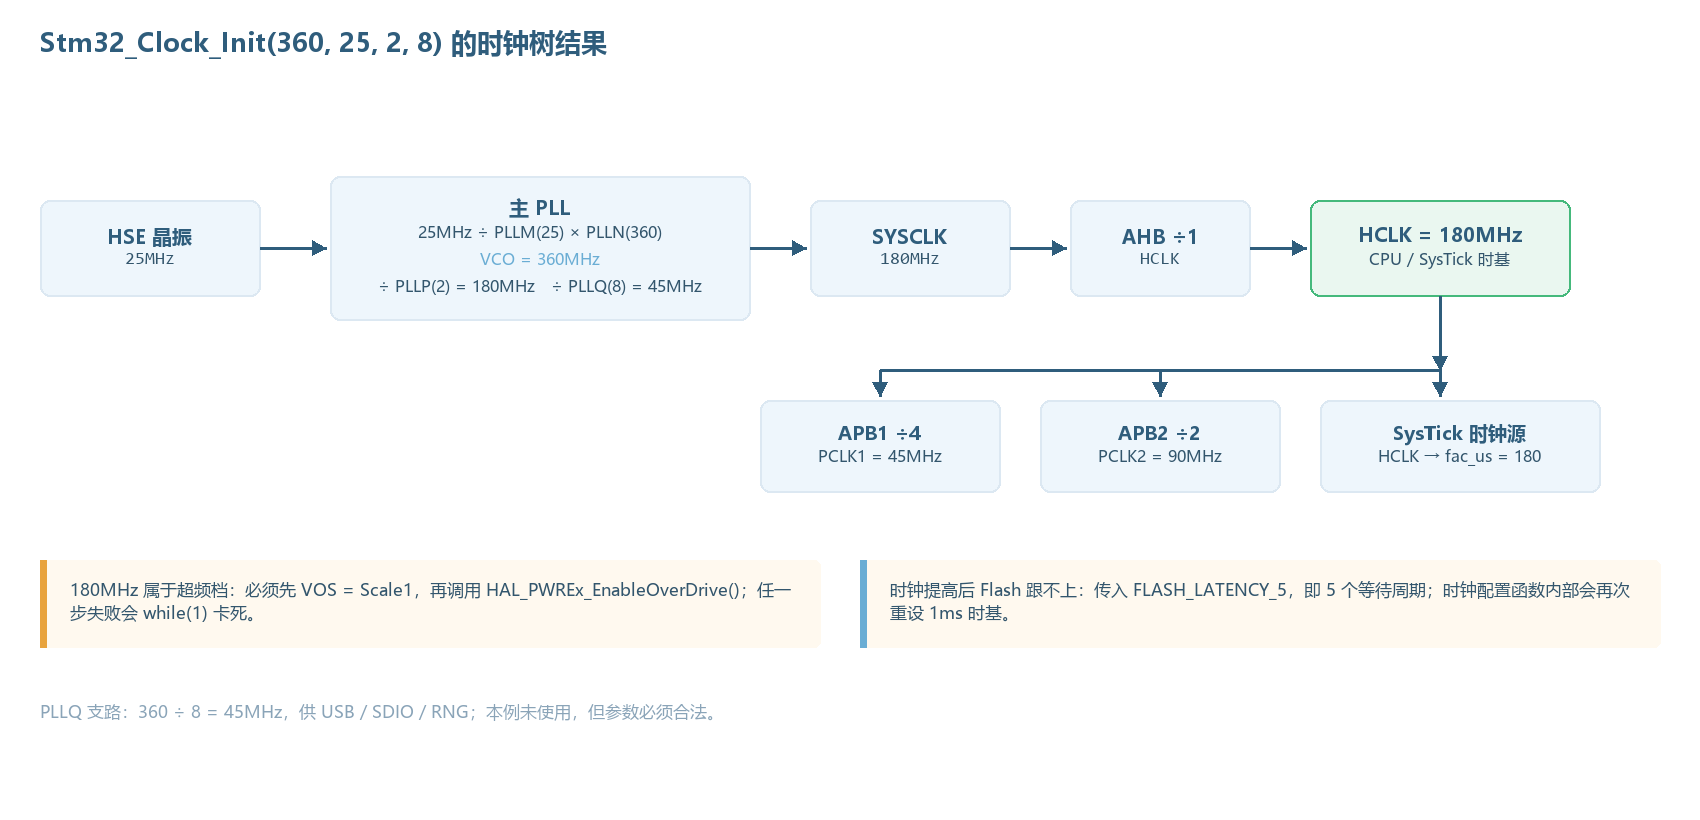 Stm32_Clock_Init(360, 25, 2, 8) 的时钟树结果
HSE 晶振
25MHz
主 PLL
25MHz ÷ PLLM(25) × PLLN(360)
VCO = 360MHz
÷ PLLP(2) = 180MHz ÷ PLLQ(8) = 45MHz
SYSCLK
180MHz
AHB ÷1
HCLK
HCLK = 180MHz
CPU / SysTick 时基
APB1 ÷4
PCLK1 = 45MHz
APB2 ÷2
PCLK2 = 90MHz
SysTick 时钟源
HCLK → fac_us = 180
180MHz 属于超频档：必须先 VOS = Scale1，再调用 HAL_PWREx_EnableOverDrive()；任一
步失败会 while(1) 卡死。
时钟提高后 Flash 跟不上：传入 FLASH_LATENCY_5，即 5 个等待周期；时钟配置函数内部会再次
重设 1ms 时基。
PLLQ 支路：360 ÷ 8 = 45MHz，供 USB / SDIO / RNG；本例未使用，但参数必须合法。